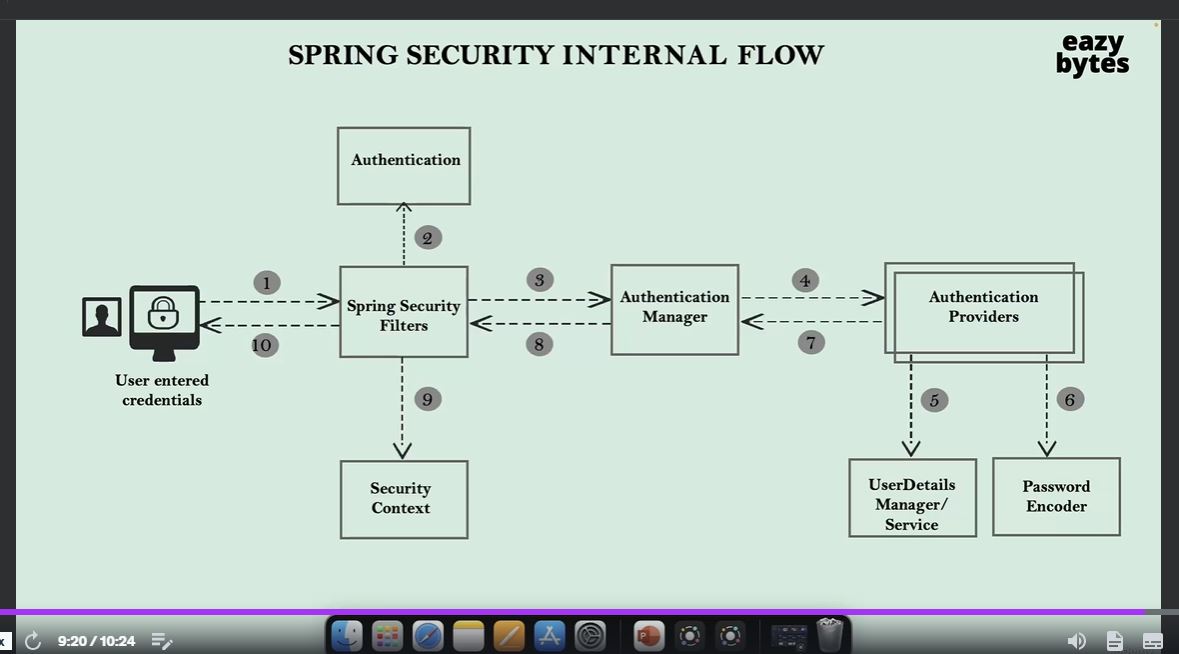 SPRING SECURITY INTERNAL FLOW
eazy
bytes
Authentication
2
1
3
4
Spring Security
Filters
Authentication
Manager
Authentication
Providers
10
8
7
User entered
credentials
9
5
6
Security
Context
UserDetails
Manager/
Service
Password
Encoder
x
9:20 / 10:24